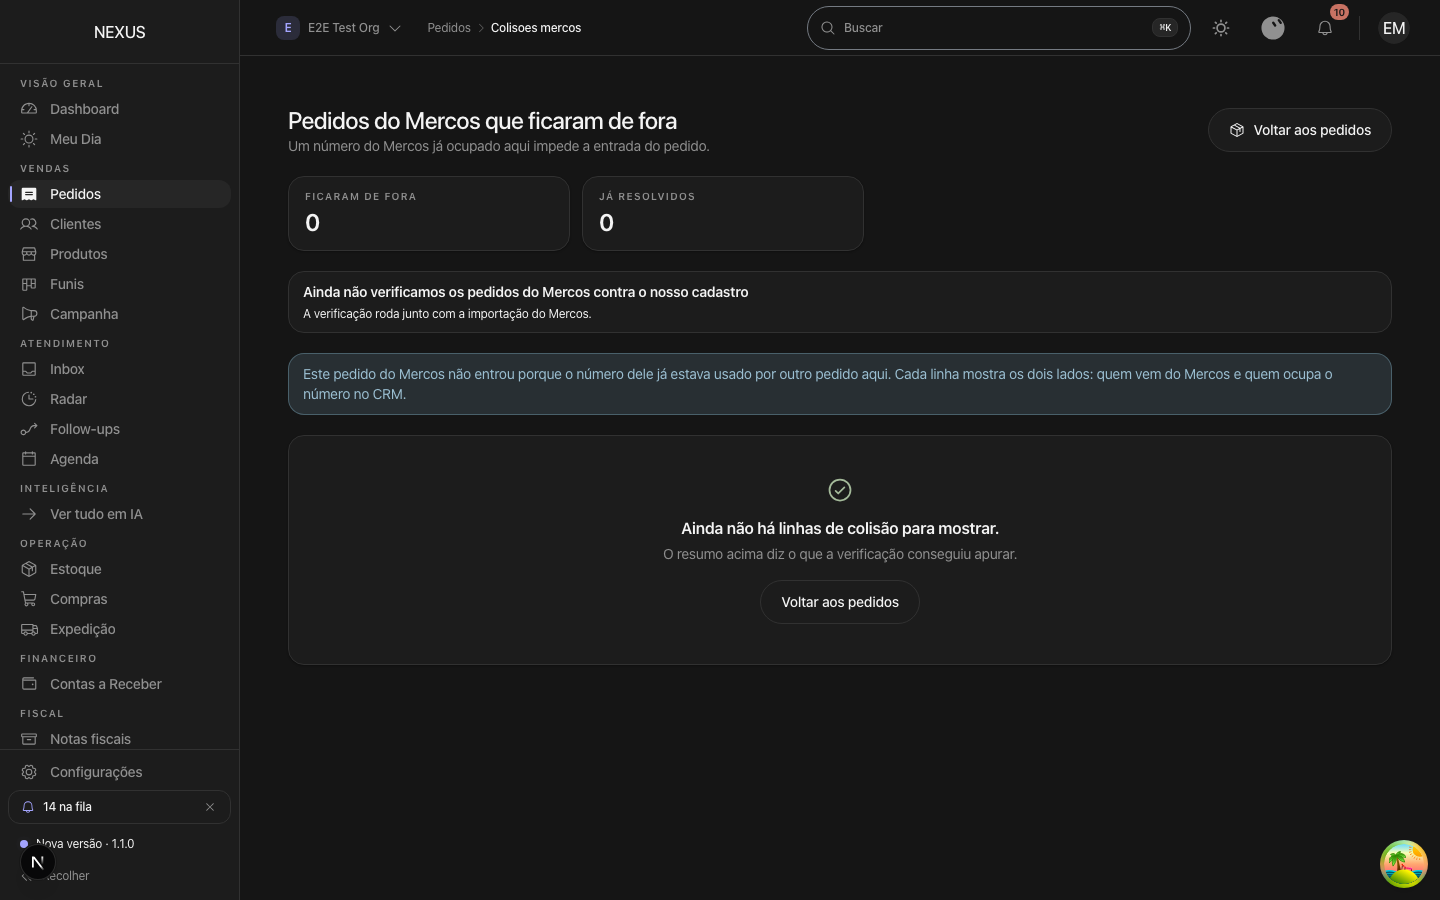 NEXUS
E
E2E Test Org
Pedidos
Colisoes mercos
Buscar
⌘K
10
EM
VISÃO GERAL
Dashboard
Meu Dia
VENDAS
Pedidos
Clientes
Produtos
Funis
Campanha
ATENDIMENTO
Inbox
Radar
Follow-ups
Agenda
INTELIGÊNCIA
Ver tudo em IA
OPERAÇÃO
Estoque
Compras
Expedição
FINANCEIRO
Contas a Receber
FISCAL
Notas fiscais
Configurações
14 na fila
Nova versão · 1.1.0
N
Recolher
Pedidos do Mercos que ficaram de fora
Um número do Mercos já ocupado aqui impede a entrada do pedido.
Voltar aos pedidos
FICARAM DE FORA
0
JÁ RESOLVIDOS
0
Ainda não verificamos os pedidos do Mercos contra o nosso cadastro
A verificação roda junto com a importação do Mercos.
Este pedido do Mercos não entrou porque o número dele já estava usado por outro pedido aqui. Cada linha mostra os dois lados: quem vem do Mercos e quem ocupa o
número no CRM.
Ainda não há linhas de colisão para mostrar.
O resumo acima diz o que a verificação conseguiu apurar.
Voltar aos pedidos